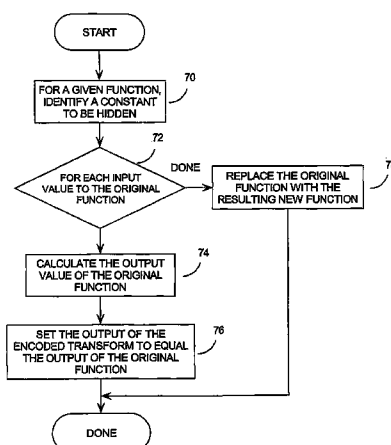 START
FOR A GIVEN FUNCTION,
IDENTIFY A CONSTANT
TO BE HIDDEN
70
72
FOR EACH INPUT
VALUE TO THE ORIGINAL
FUNCTION
DONE
REPLACE THE ORIGINAL
FUNCTION WITH THE
RESULTING NEW FUNCTION
7
CALCULATE THE OUTPUT
VALUE OF THE ORIGINAL
FUNCTION
74
SET THE OUTPUT OF THE
ENCODED TRANSFORM TO EQUAL
THE OUTPUT OF THE ORIGINAL
FUNCTION
76
DONE